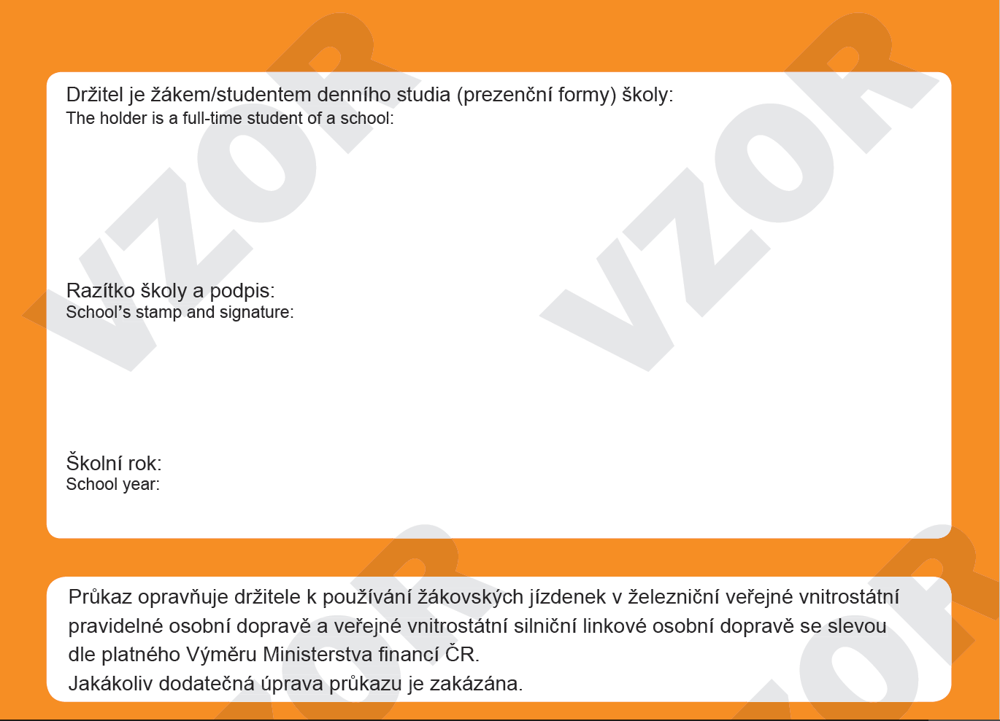 Držitel je žákem/studentem denního studia (prezenční formy) školy:
The holder is a full-time student of a school:
Razítko školy a podpis:
School’s stamp and signature:
Školní rok:
School year:
Průkaz opravňuje držitele k používání žákovských jízdenek v železniční veřejné vnitrostátní
pravidelné osobní dopravě a veřejné vnitrostátní silniční linkové osobní dopravě se slevou
dle platného Výměru Ministerstva financí ČR.
Jakákoliv dodatečná úprava průkazu je zakázána.
VZOR
VZOR
ZOR
ZOR